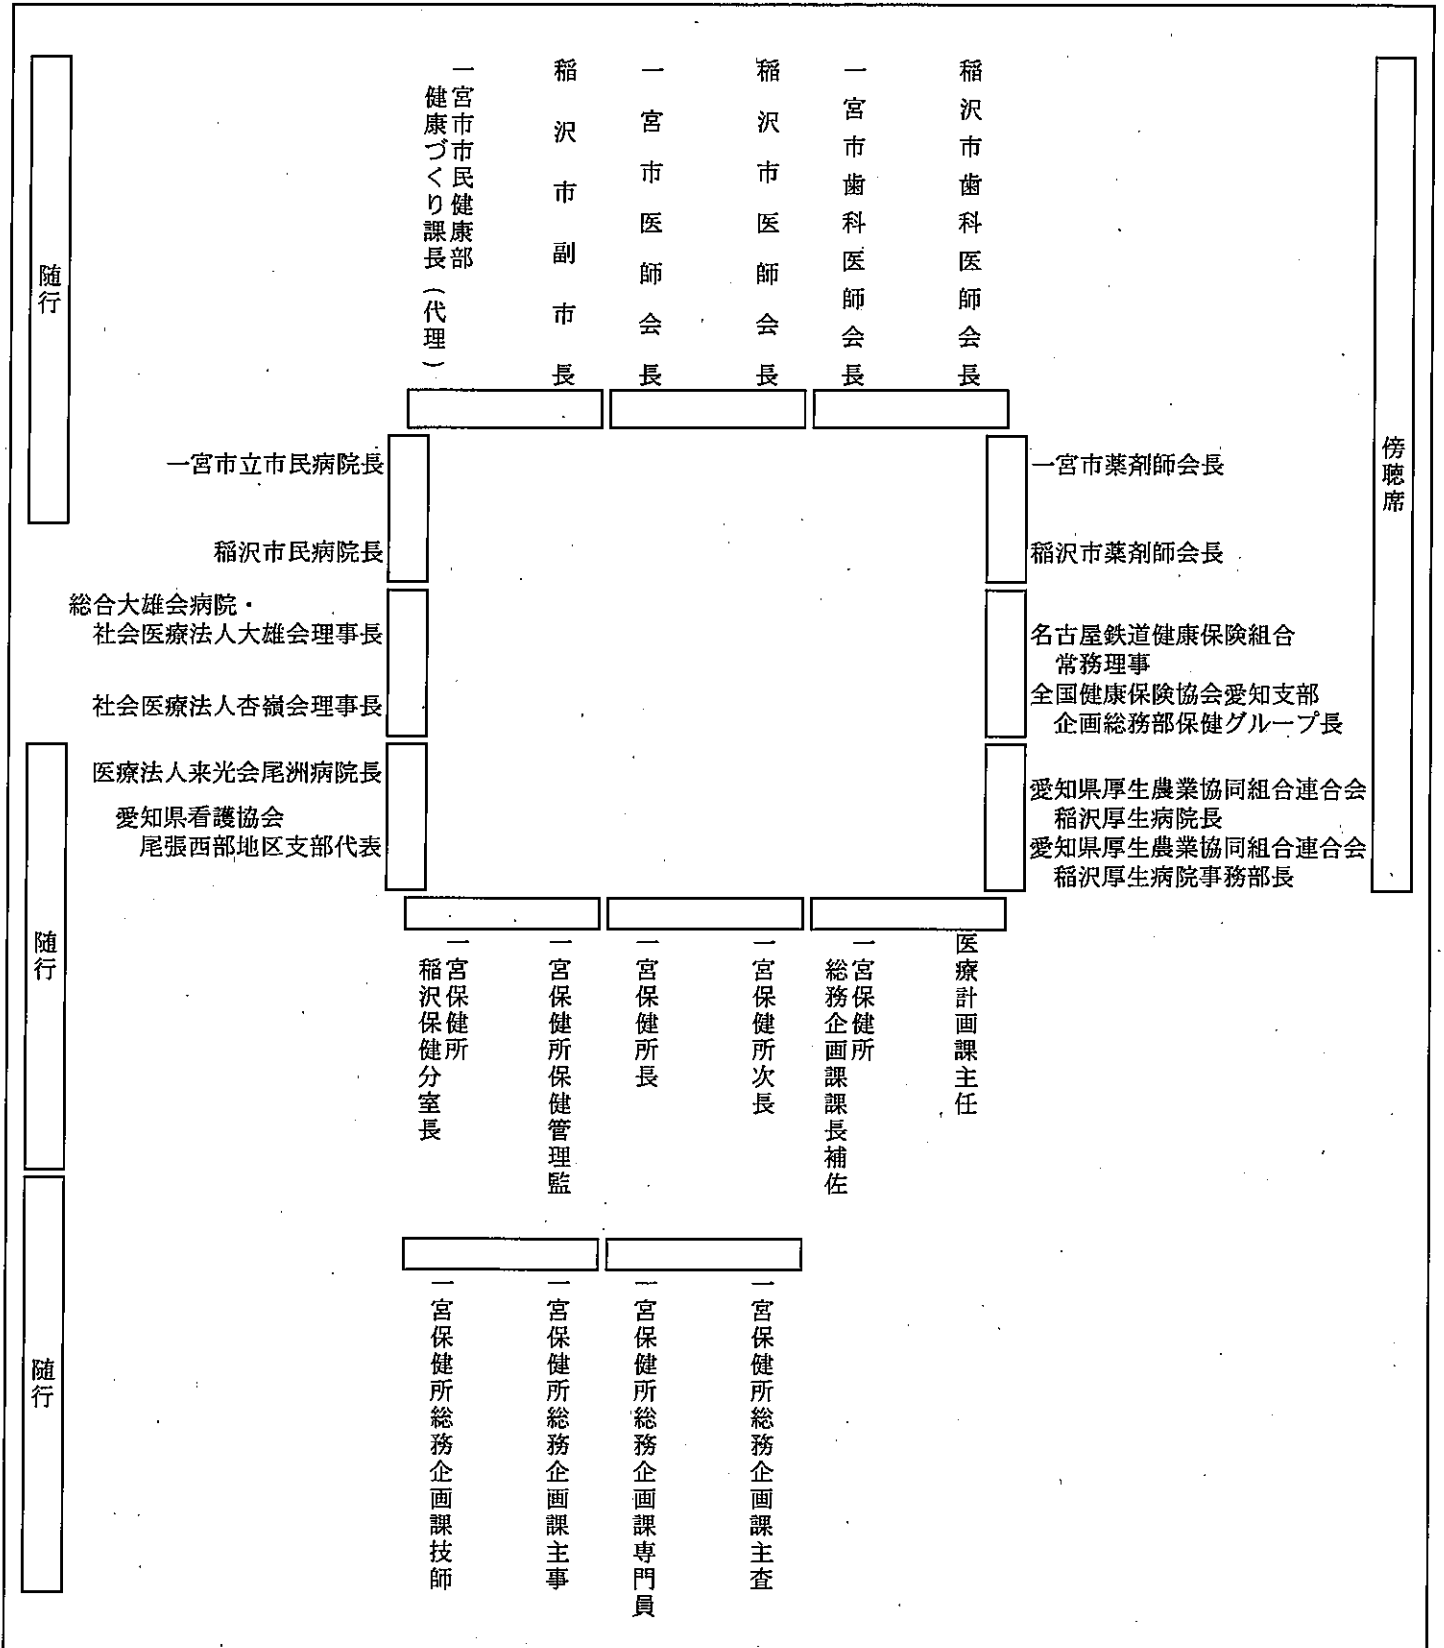 一宮市市民健康部
健康づくり課長（代理）
稲沢市副市長
一宮市医師会長
稲沢市医師会長
一宮市歯科医師会長
稲沢市歯科医師会長
随行
傍聴席
一宮市立市民病院長
稲沢市民病院長
総合大雄会病院・
社会医療法人大雄会理事長
社会医療法人杏嶺会理事長
医療法人来光会尾洲病院長
愛知県看護協会
尾張西部地区支部代表
一宮市薬剤師会長
稲沢市薬剤師会長
名古屋鉄道健康保険組合
常務理事
全国健康保険協会愛知支部
企画総務部保健グループ長
愛知県厚生農業協同組合連合会
稲沢厚生病院長
愛知県厚生農業協同組合連合会
稲沢厚生病院事務部長
随行
一宮保健所
稲沢保健分室長
一宮保健所保健管理監
一宮保健所長
一宮保健所次長
一宮保健所
総務企画課課長補佐
医療計画課主任
随行
一宮保健所総務企画課技師
一宮保健所総務企画課主事
一宮保健所総務企画課専門員
一宮保健所総務企画課主査